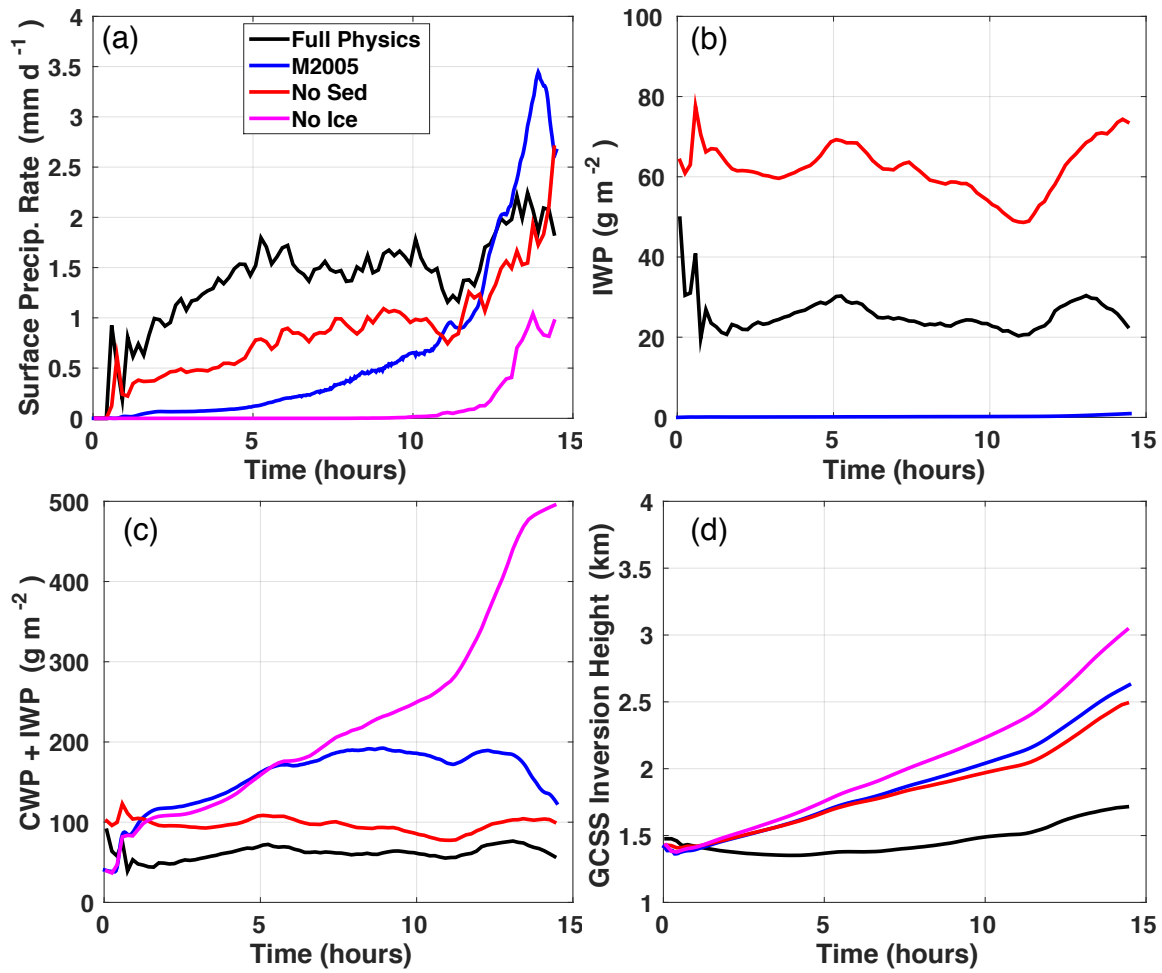 (a)
Full Physics
M2005
No Sed
No Ice
Surface Precip. Rate (mm d -1)
4
3.5
3
2.5
2
1.5
1
0.5
0
0 5 10 15
Time (hours)
(b)
IWP (g m -2)
100
80
60
40
20
0
0 5 10 15
Time (hours)
(c)
CWP + IWP (g m -2 )
500
400
300
200
100
0
0 5 10 15
Time (hours)
(d)
GCSS Inversion Height (km)
4
3.5
3
2.5
2
1.5
1
0 5 10 15
Time (hours)